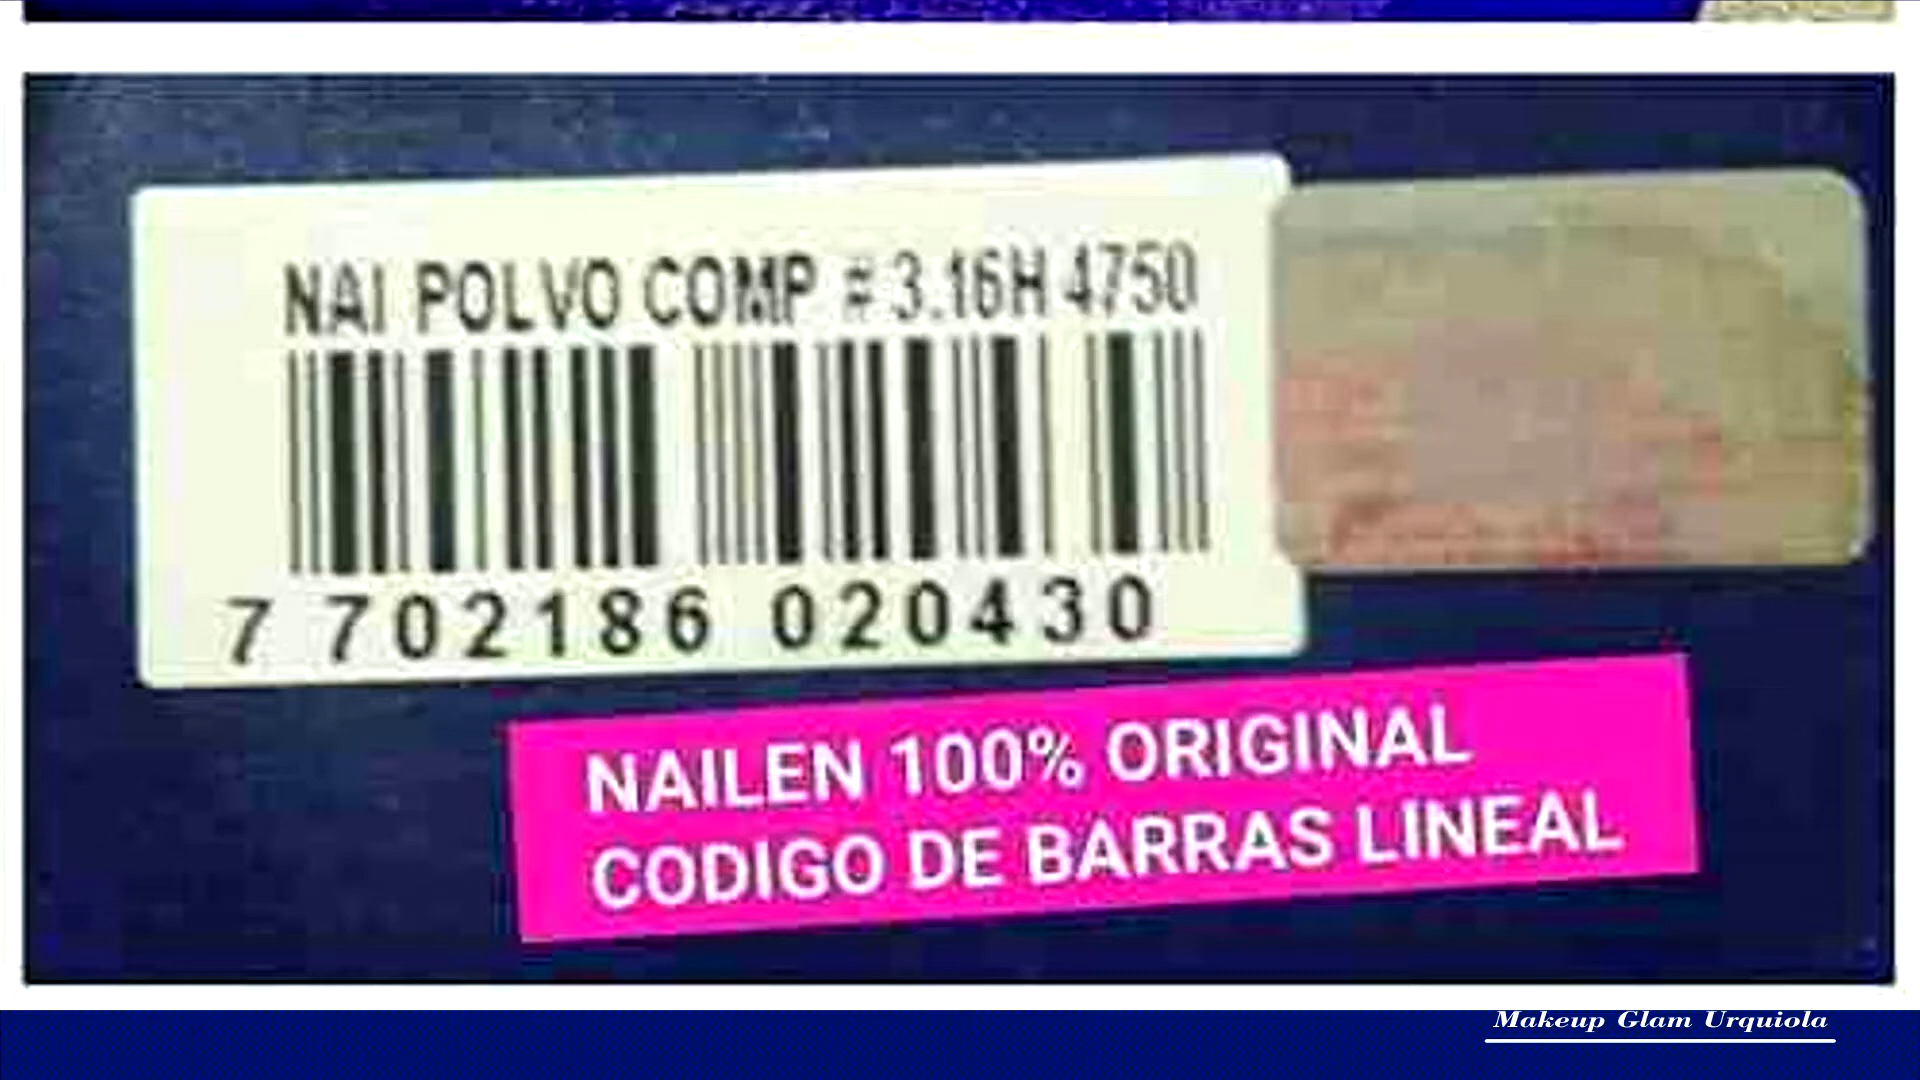 NAI POLVO COMP # 3.16H 4750
7 702186 020430
NAILEN 100% ORIGINAL
CODIGO DE BARRAS LINEAL
Makeup Glam Urquiola